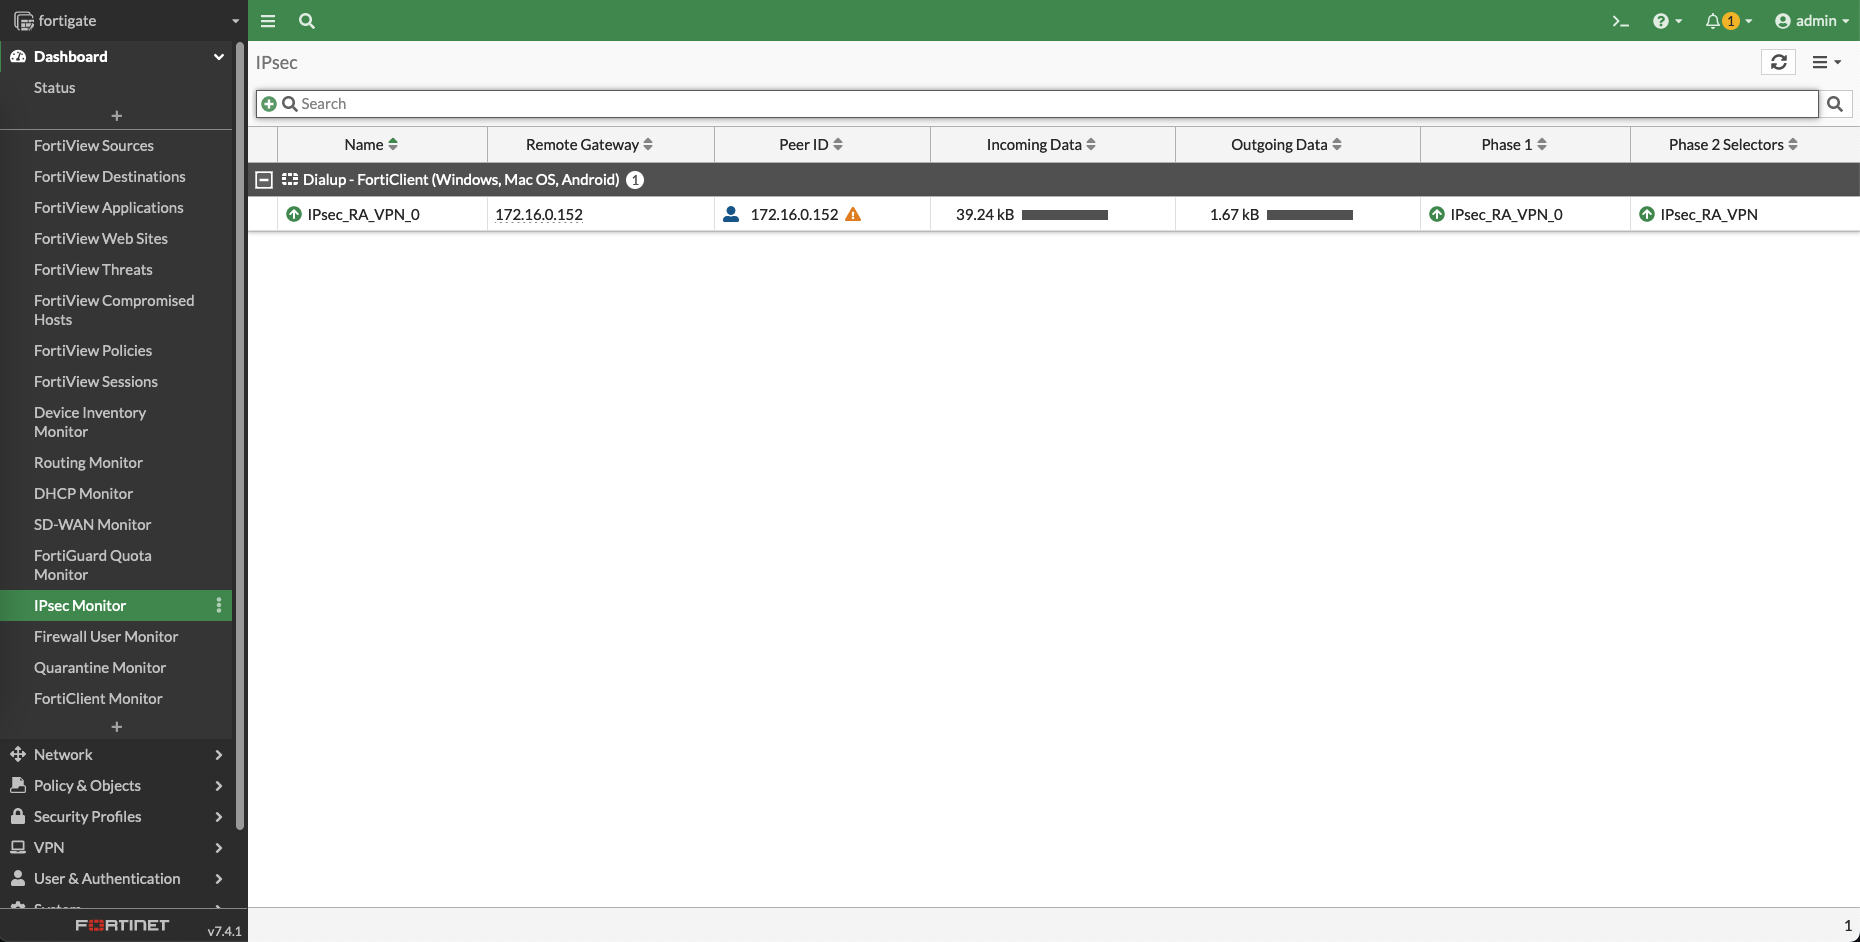 fortigate
>_
?
1
admin
Dashboard
Status
+
FortiView Sources
FortiView Destinations
FortiView Applications
FortiView Web Sites
FortiView Threats
FortiView Compromised
Hosts
FortiView Policies
FortiView Sessions
Device Inventory
Monitor
Routing Monitor
DHCP Monitor
SD-WAN Monitor
FortiGuard Quota
Monitor
IPsec Monitor
Firewall User Monitor
Quarantine Monitor
FortiClient Monitor
+
Network
Policy & Objects
Security Profiles
VPN
User & Authentication
System
FORTINET
v7.4.1
IPsec
Search
Name Remote Gateway Peer ID Incoming Data Outgoing Data Phase 1 Phase 2 Selectors
Dialup - FortiClient (Windows, Mac OS, Android) 1
IPsec_RA_VPN_0 172.16.0.152 172.16.0.152 39.24 kB 1.67 kB IPsec_RA_VPN_0 IPsec_RA_VPN
1